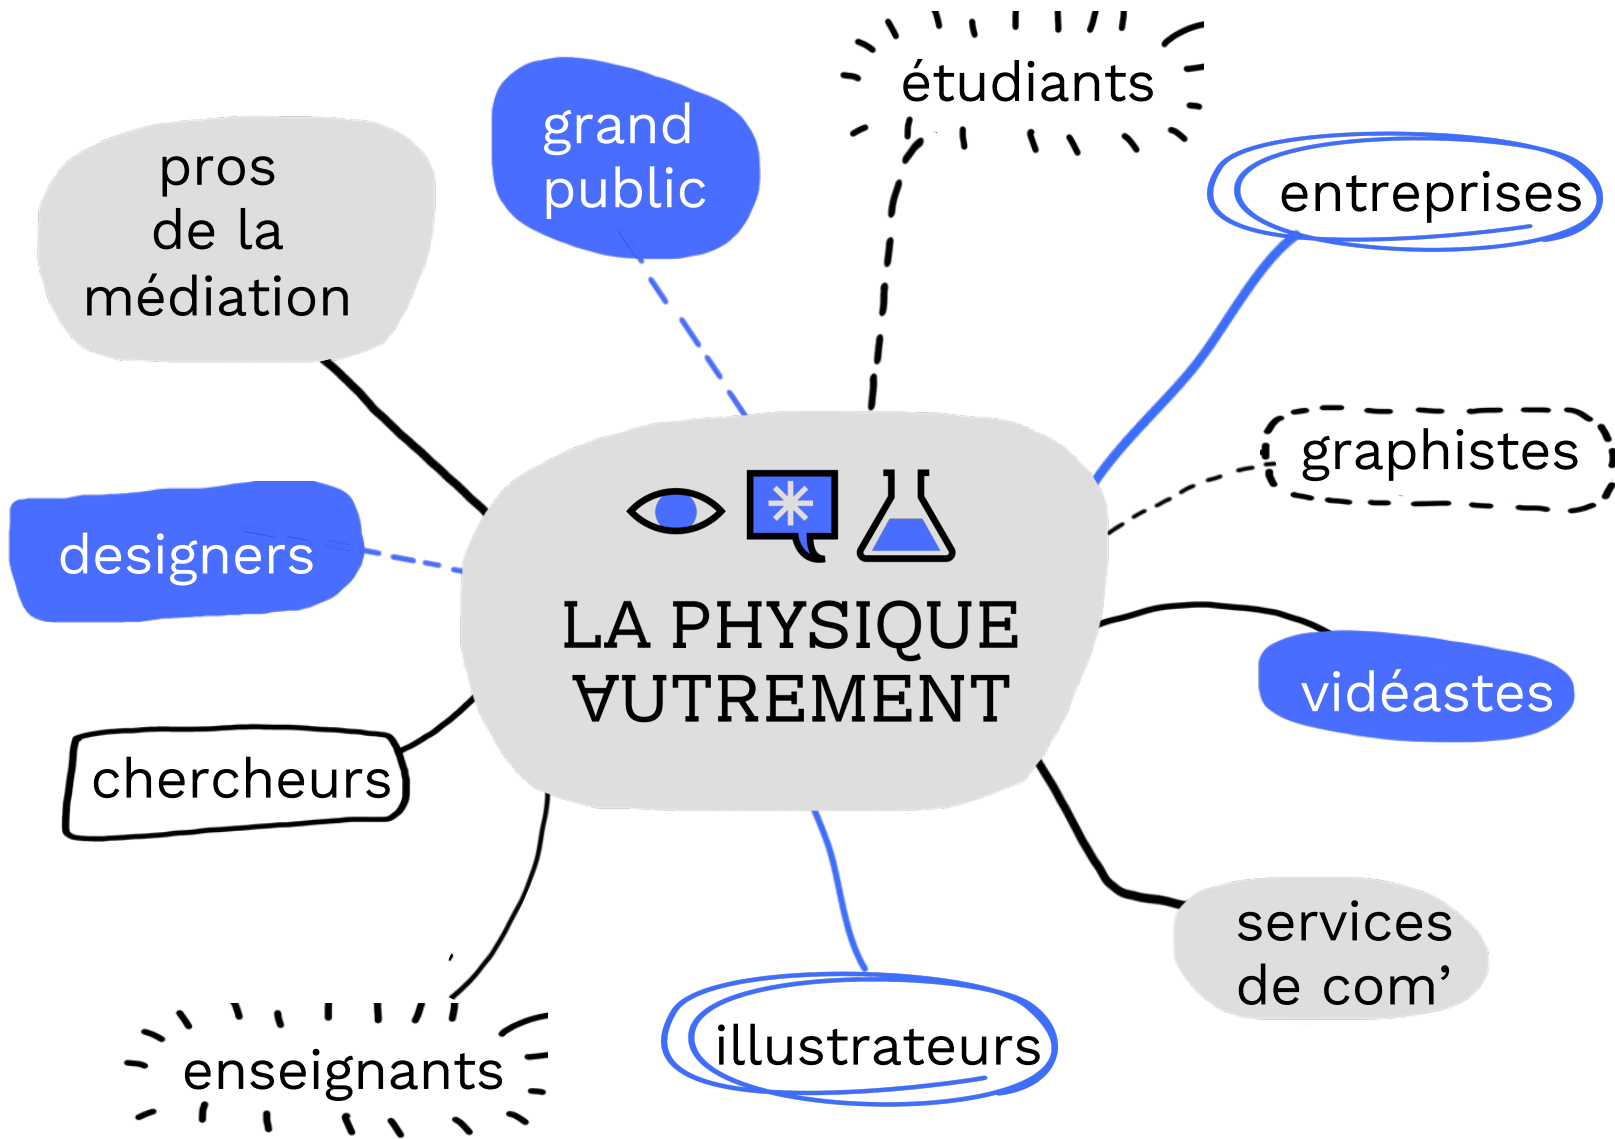 étudiants
grand
public
pros
de la
médiation
entreprises
graphistes
designers
LA PHYSIQUE
∀UTREMENT
vidéastes
chercheurs
services
de com’
illustrateurs
enseignants